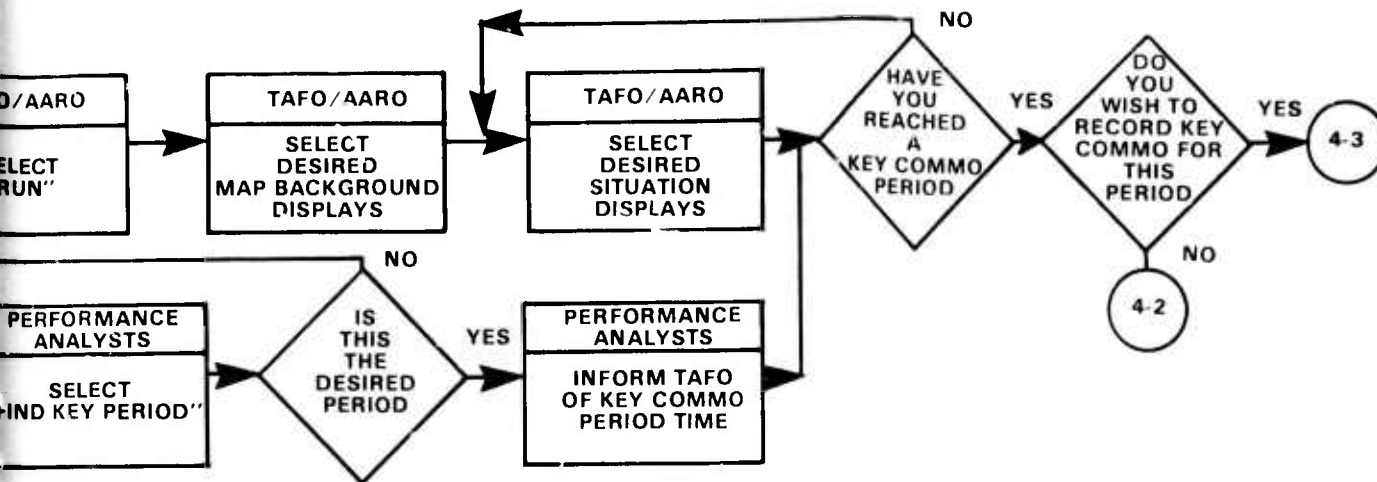 O/AARO
ELECT
RUN"
TAFO/AARO
SELECT
DESIRED
MAP BACKGROUND
DISPLAYS
TAFO/AARO
SELECT
DESIRED
SITUATION
DISPLAYS
NO
HAVE
YOU
REACHED
A
KEY COMMO
PERIOD
YES
DO
YOU
WISH TO
RECORD KEY
COMMO FOR
THIS
PERIOD
YES
4-3
NO
4-2
PERFORMANCE
ANALYSTS
SELECT
IND KEY PERIOD"
NO
IS
THIS
THE
DESIRED
PERIOD
YES
PERFORMANCE
ANALYSTS
INFORM TAFO
OF KEY COMMO
PERIOD TIME